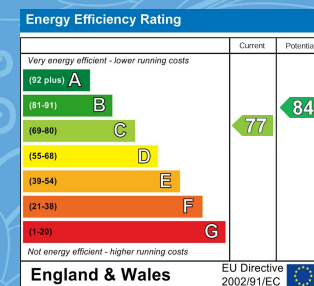 Energy Efficiency Rating
Current Potentia
Very energy efficient - lower running costs
(92 plus) A
(81-91) B 84
(69-80) C 77
(55-68) D
(39-54) E
(21-38) F
(1-20) G
Not energy efficient - higher running costs
England & Wales
EU Directive
2002/91/EC